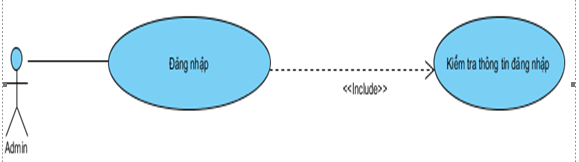 Đăng nhập
Kiểm tra thông tin đăng nhập
<<Include>>
Admin